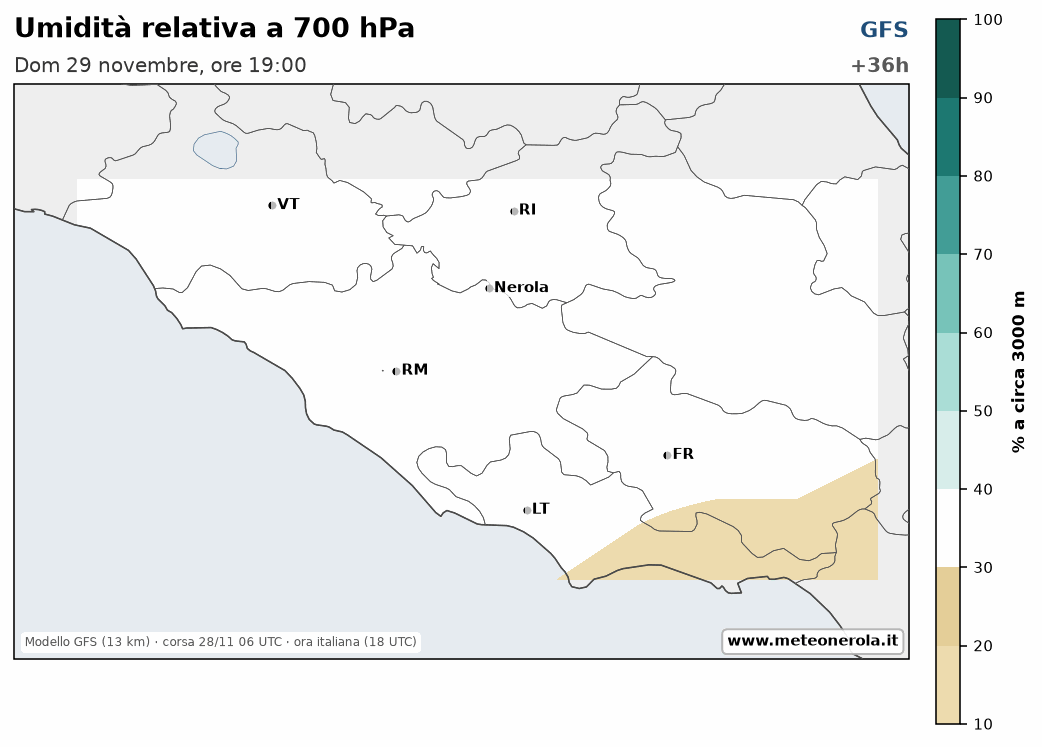 Umidità relativa a 700 hPa
GFS
Dom 29 novembre, ore 19:00
+36h
100
90
80
70
60
50
40
30
20
10
% a circa 3000 m
VT
RI
Nerola
RM
FR
LT
Modello GFS (13 km) · corsa 28/11 06 UTC · ora italiana (18 UTC)
www.meteonerola.it